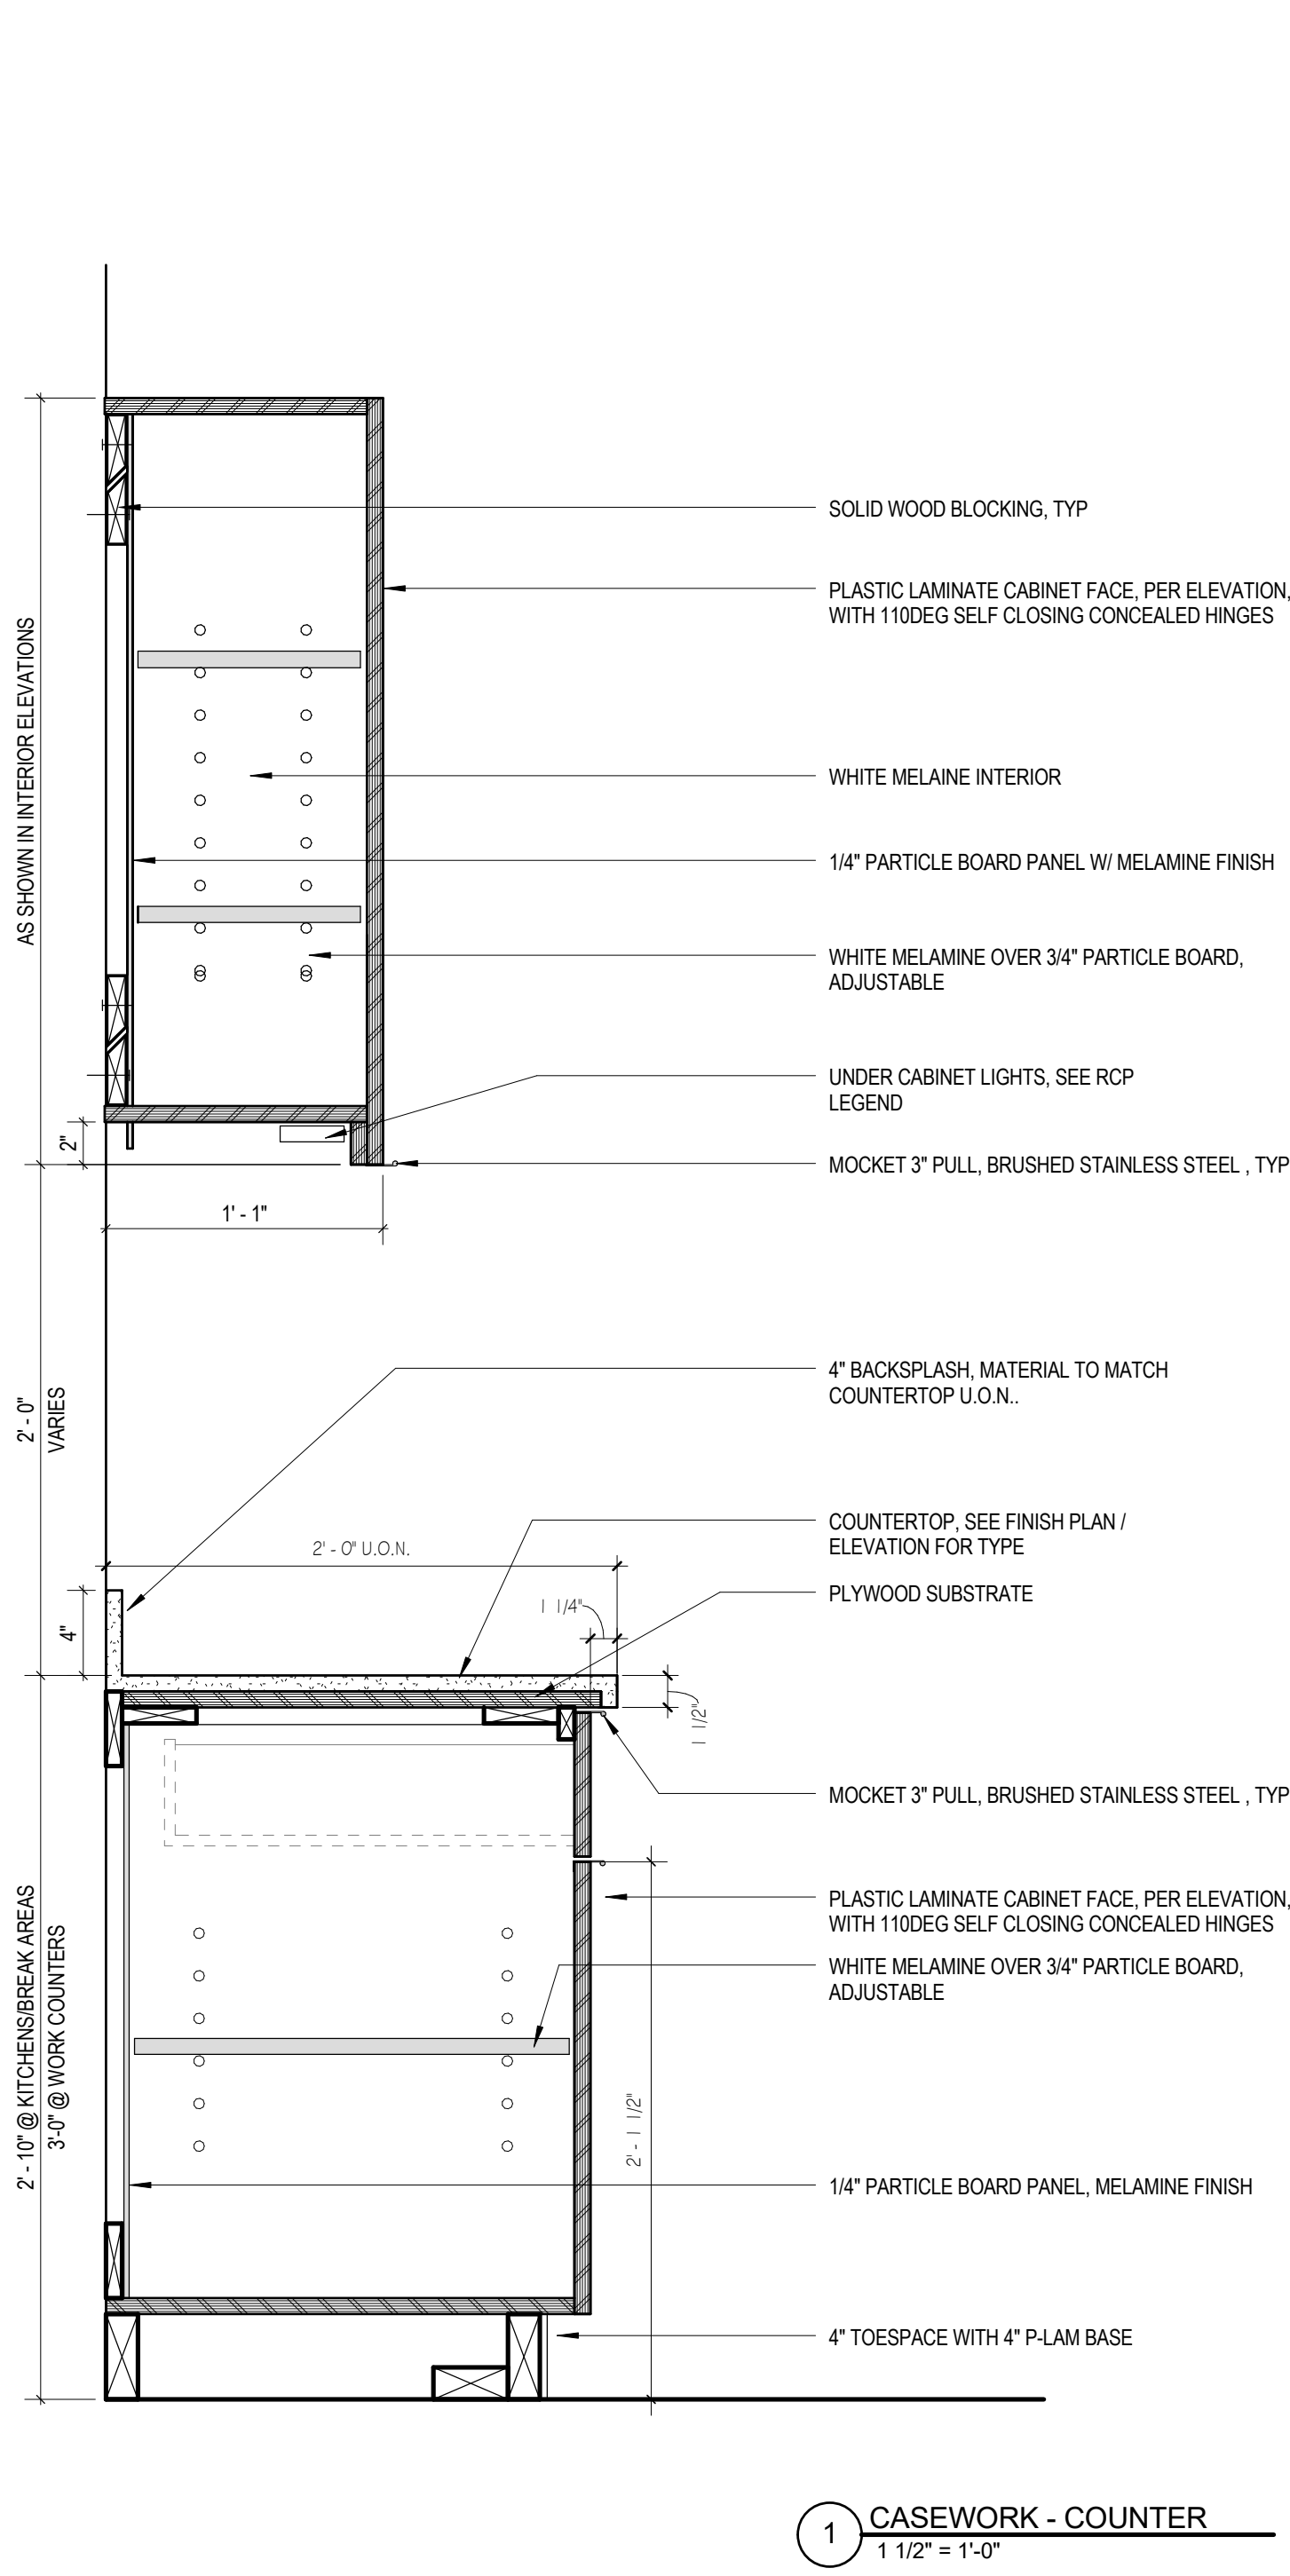 SOLID WOOD BLOCKING, TYP
PLASTIC LAMINATE CABINET FACE, PER ELEVATION,
WITH 110DEG SELF CLOSING CONCEALED HINGES
AS SHOWN IN INTERIOR ELEVATIONS
WHITE MELAINE INTERIOR
1/4" PARTICLE BOARD PANEL W/ MELAMINE FINISH
WHITE MELAMINE OVER 3/4" PARTICLE BOARD,
ADJUSTABLE
UNDER CABINET LIGHTS, SEE RCP
LEGEND
2"
MOCKET 3" PULL, BRUSHED STAINLESS STEEL , TYP
1' - 1"
4" BACKSPLASH, MATERIAL TO MATCH
COUNTERTOP U.O.N..
2' - 0"
VARIES
COUNTERTOP, SEE FINISH PLAN /
ELEVATION FOR TYPE
2' - 0" U.O.N.
PLYWOOD SUBSTRATE
1 1/4"
4"
1 1/2"
MOCKET 3" PULL, BRUSHED STAINLESS STEEL , TYP
PLASTIC LAMINATE CABINET FACE, PER ELEVATION,
WITH 110DEG SELF CLOSING CONCEALED HINGES
WHITE MELAMINE OVER 3/4" PARTICLE BOARD,
ADJUSTABLE
2' - 10" @ KITCHENS/BREAK AREAS
3'-0" @ WORK COUNTERS
2' - 1 1/2"
1/4" PARTICLE BOARD PANEL, MELAMINE FINISH
4" TOESPACE WITH 4" P-LAM BASE
1
CASEWORK - COUNTER
1 1/2" = 1'-0"